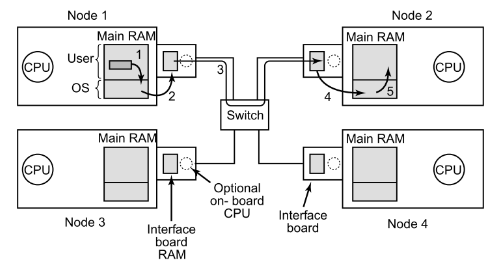 Node 1
Node 2
Main RAM
Main RAM
CPU
User
OS
1
2
3
4
5
CPU
Switch
Main RAM
Main RAM
CPU
CPU
Optional
on- board
CPU
Interface
board
RAM
Interface
board
Node 3
Node 4